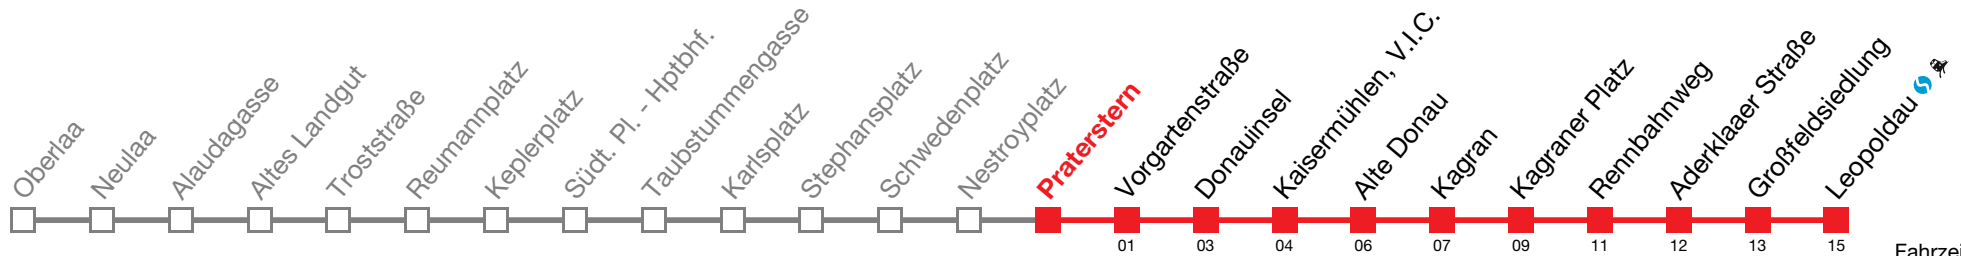 Oberlaa
Neulaa
Alaudagasse
Altes Landgut
Troststraße
Reumannplatz
Keplerplatz
Südt. Pl. - Hptbhf.
Taubstummengasse
Karlsplatz
Stephansplatz
Schwedenplatz
Nestroyplatz
Praterstern
Vorgartenstraße
Donauinsel
Kaisermühlen, V.I.C.
Alte Donau
Kagran
Kagraner Platz
Rennbahnweg
Aderklaaer Straße
Großfeldsiedlung
Leopoldau
01 03 04 06 07 09 11 12 13 15
Fahrzei